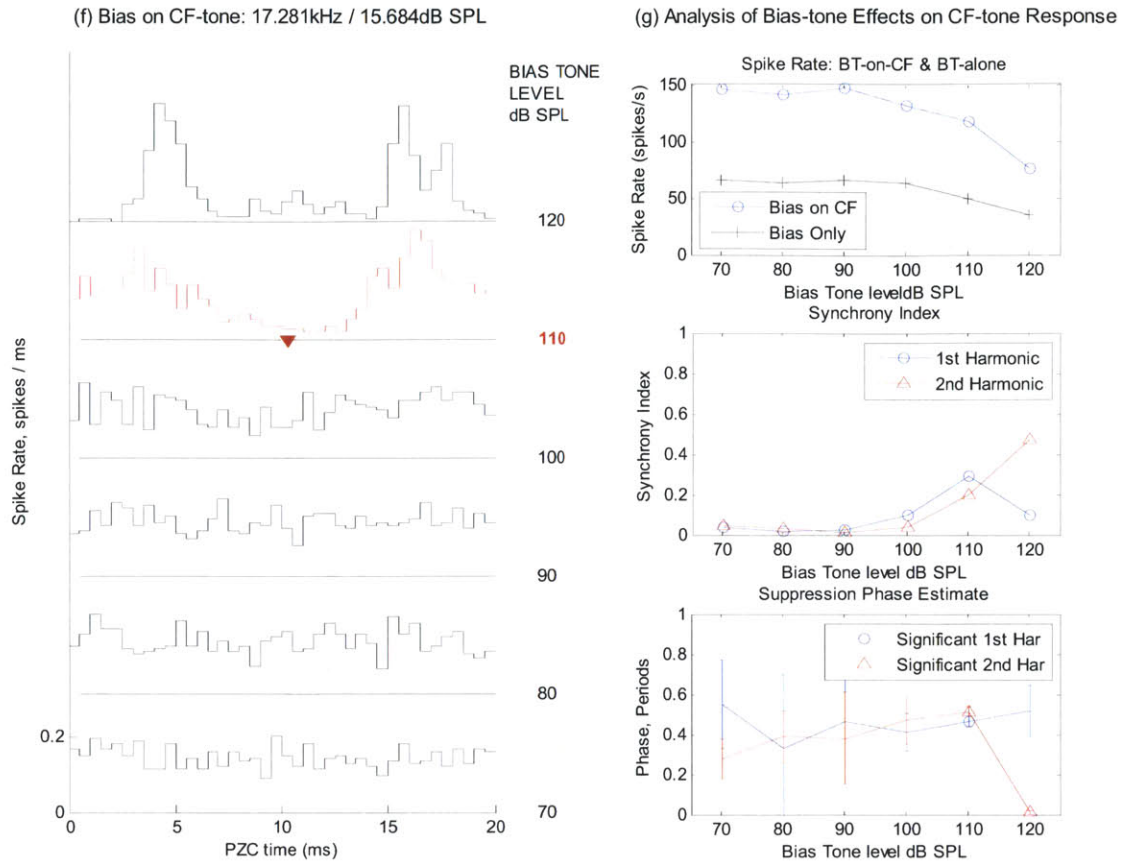 (f) Bias on CF-tone: 17.281kHz / 15.684dB SPL
BIAS TONE
LEVEL
dB SPL
120
110
100
90
80
70
Spike Rate, spikes / ms
0.2
0
0 5 10 15 20
PZC time (ms)
(g) Analysis of Bias-tone Effects on CF-tone Response
Spike Rate: BT-on-CF & BT-alone
Spike Rate (spikes/s)
150
100
50
0
Bias on CF
Bias Only
70 80 90 100 110 120
Bias Tone leveldB SPL
Synchrony Index
Synchrony Index
1
0.8
0.6
0.4
0.2
0
1st Harmonic
2nd Harmonic
70 80 90 100 110 120
Bias Tone level dB SPL
Suppression Phase Estimate
Phase, Periods
1
0.8
0.6
0.4
0.2
0
Significant 1st Har
Significant 2nd Har
70 80 90 100 110 120
Bias Tone level dB SPL